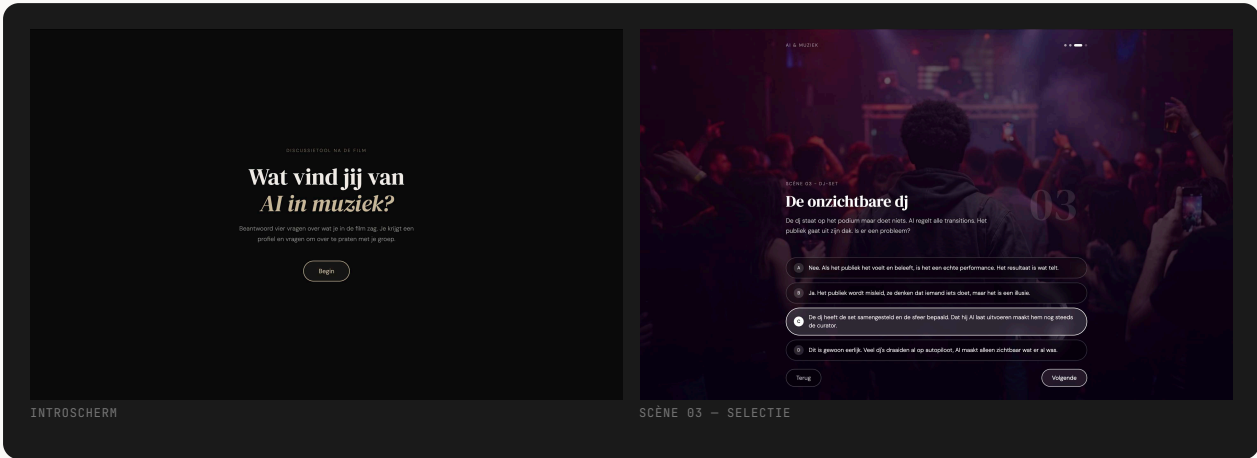 DISCUSSIETOOL NA DE FILM
Wat vind jij van
AI in muziek?
Beantwoord vier vragen over wat je in de film zag. Je krijgt een
profiel en vragen om over te praten met je groep.
Begin
INTROSCHERM
AI & MUZIEK
SCÈNE 03 - DJ-SET
De onzichtbare dj
03
De dj staat op het podium maar doet niets. AI regelt alle transities. Het
publiek gaat uit zijn dak. Is er een probleem?
A Nee. Als het publiek het voelt en beleeft, is het een echte performance. Het resultaat is wat telt.
B Ja. Het publiek wordt misleid, ze denken dat iemand iets doet, maar het is een illusie.
C De dj heeft de set samengesteld en de sfeer bepaald. Dat hij AI laat uitvoeren maakt hem nog steeds
de curator.
D Dit is gewoon eerlijk. Veel dj's draaiden al op autopiloot, AI maakt alleen zichtbaar wat er al was.
Terug
Volgende
SCÈNE 03 — SELECTIE